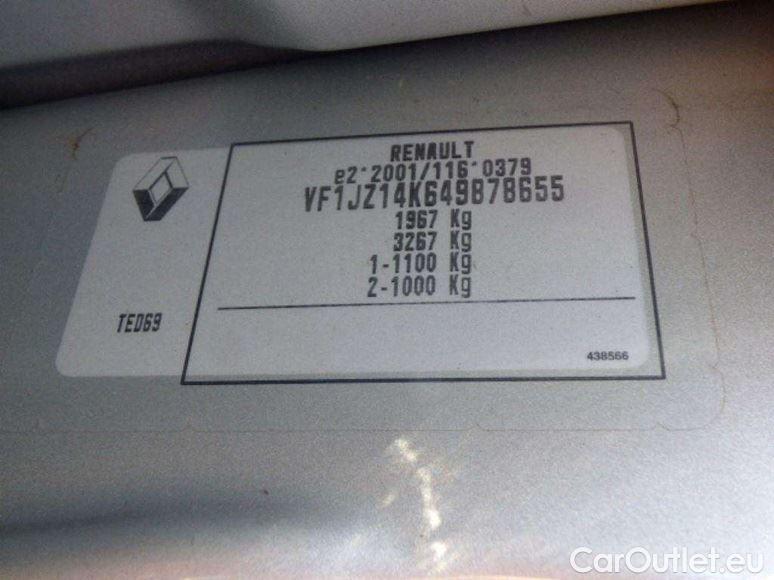 RENAULT
e2*2001/116*0379
VF1JZ14K649878655
1967 Kg
3267 Kg
1-1100 Kg
2-1000 Kg
TED69
438566
CarOutlet.eu